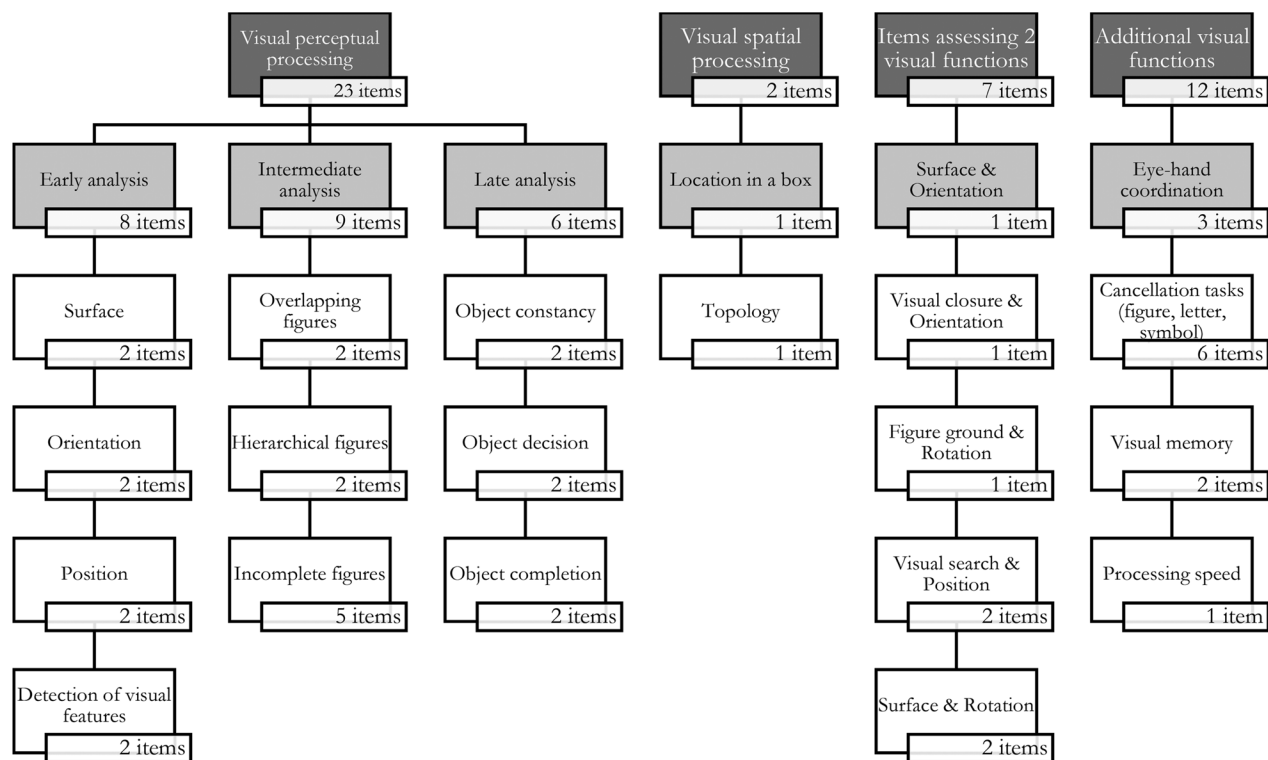 Visual perceptual
processing
23 items
Early analysis
8 items
Surface
2 items
Orientation
2 items
Position
2 items
Detection of visual
features
2 items
Intermediate
analysis
9 items
Overlapping
figures
2 items
Hierarchical figures
2 items
Incomplete figures
5 items
Late analysis
6 items
Object constancy
2 items
Object decision
2 items
Object completion
2 items
Visual spatial
processing
2 items
Location in a box
1 item
Topology
1 item
Items assessing 2
visual functions
7 items
Surface &
Orientation
1 item
Visual closure &
Orientation
1 item
Figure ground &
Rotation
1 item
Visual search &
Position
2 items
Surface & Rotation
2 items
Additional visual
functions
12 items
Eye-hand
coordination
3 items
Cancellation tasks
(figure, letter,
symbol)
6 items
Visual memory
2 items
Processing speed
1 item